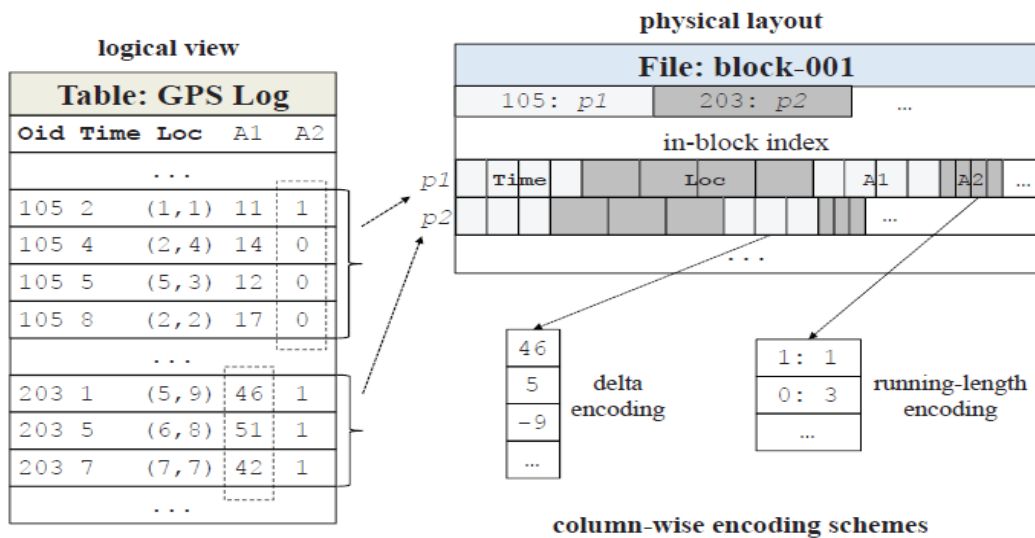 logical view
Table: GPS Log
Oid Time Loc A1 A2
...
105 2 (1,1) 11 1
105 4 (2,4) 14 0
105 5 (5,3) 12 0
105 8 (2,2) 17 0
...
203 1 (5,9) 46 1
203 5 (6,8) 51 1
203 7 (7,7) 42 1
...
physical layout
File: block-001
105: p1 203: p2 ...
in-block index
p1 Time Loc A1 A2 ...
p2 ...
...
46
5
-9
...
delta
encoding
1: 1
0: 3
...
running-length
encoding
column-wise encoding schemes